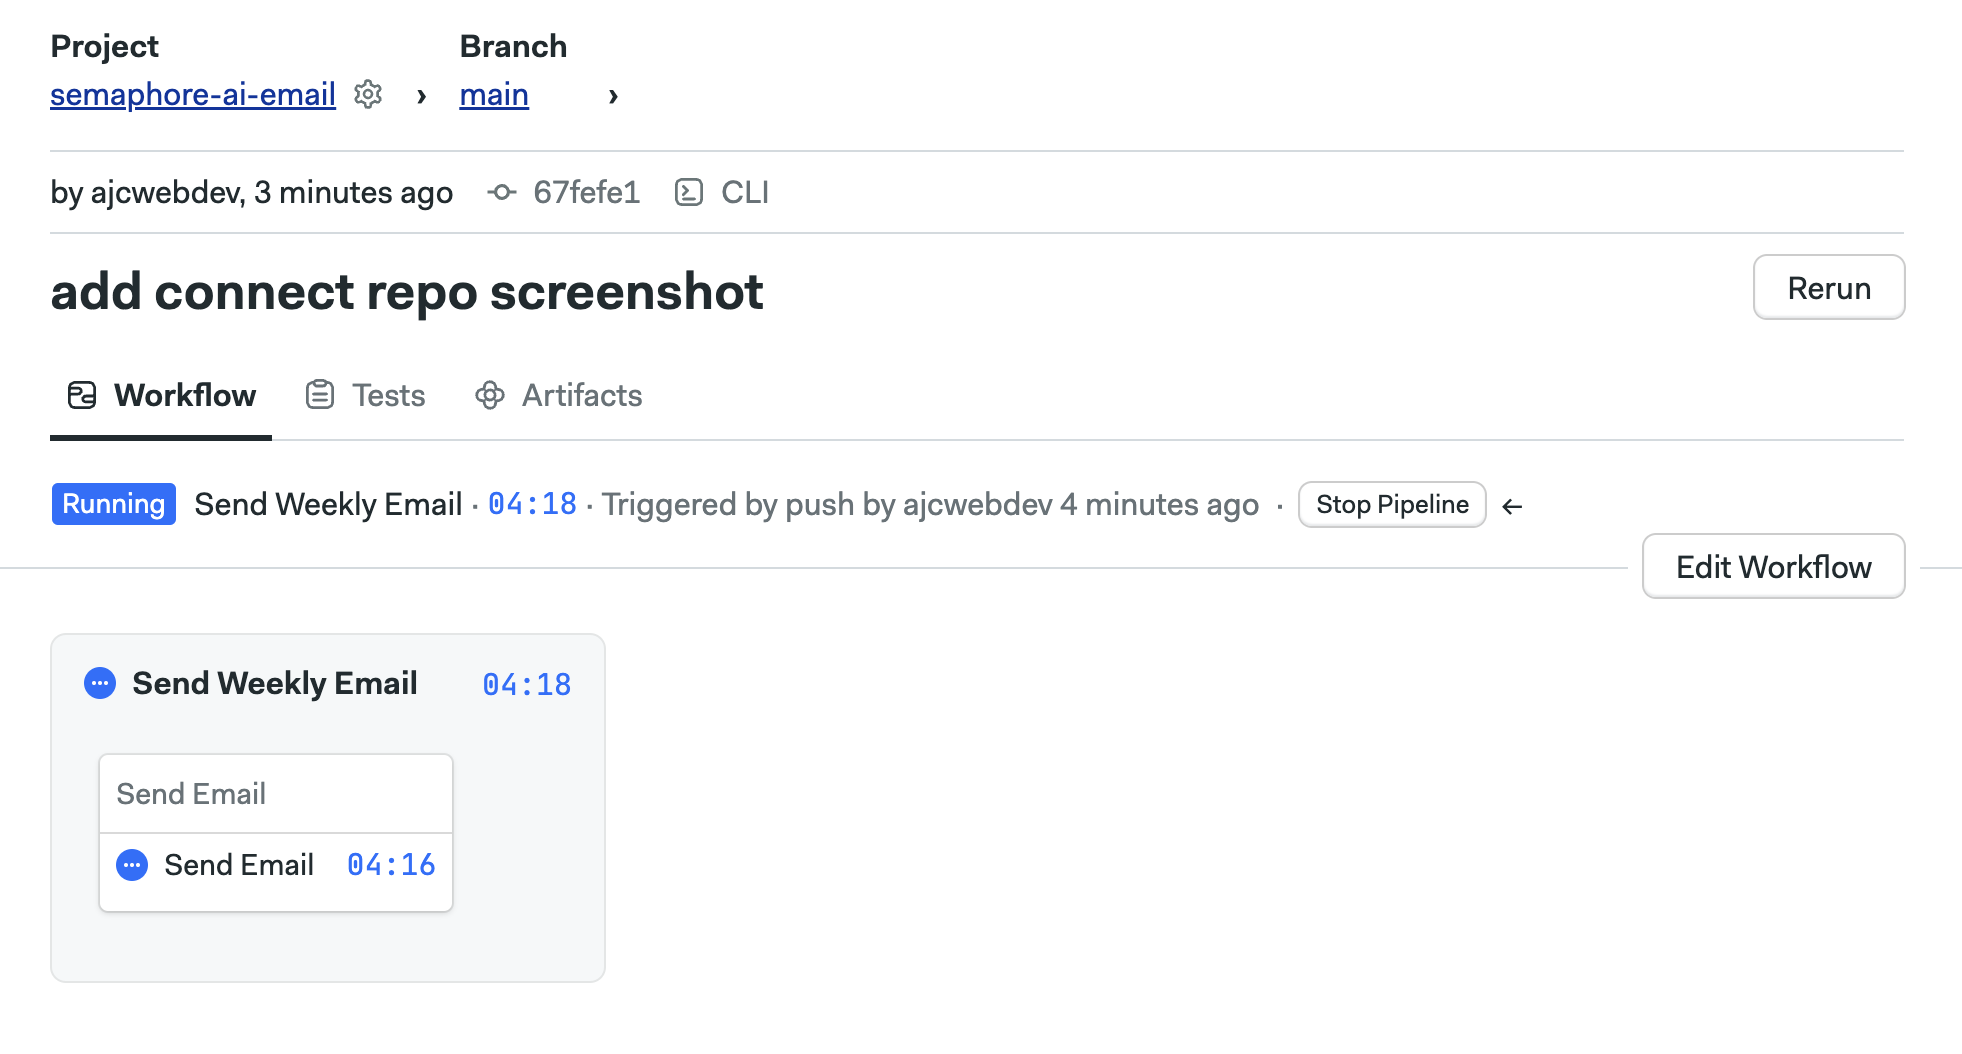 Project
Branch
semaphore-ai-email › main ›
by ajcwebdev, 3 minutes ago 67fefe1 CLI
add connect repo screenshot
Rerun
Workflow Tests Artifacts
Running Send Weekly Email · 04:18 · Triggered by push by ajcwebdev 4 minutes ago · Stop Pipeline ←
Edit Workflow
Send Weekly Email 04:18
Send Email
Send Email 04:16